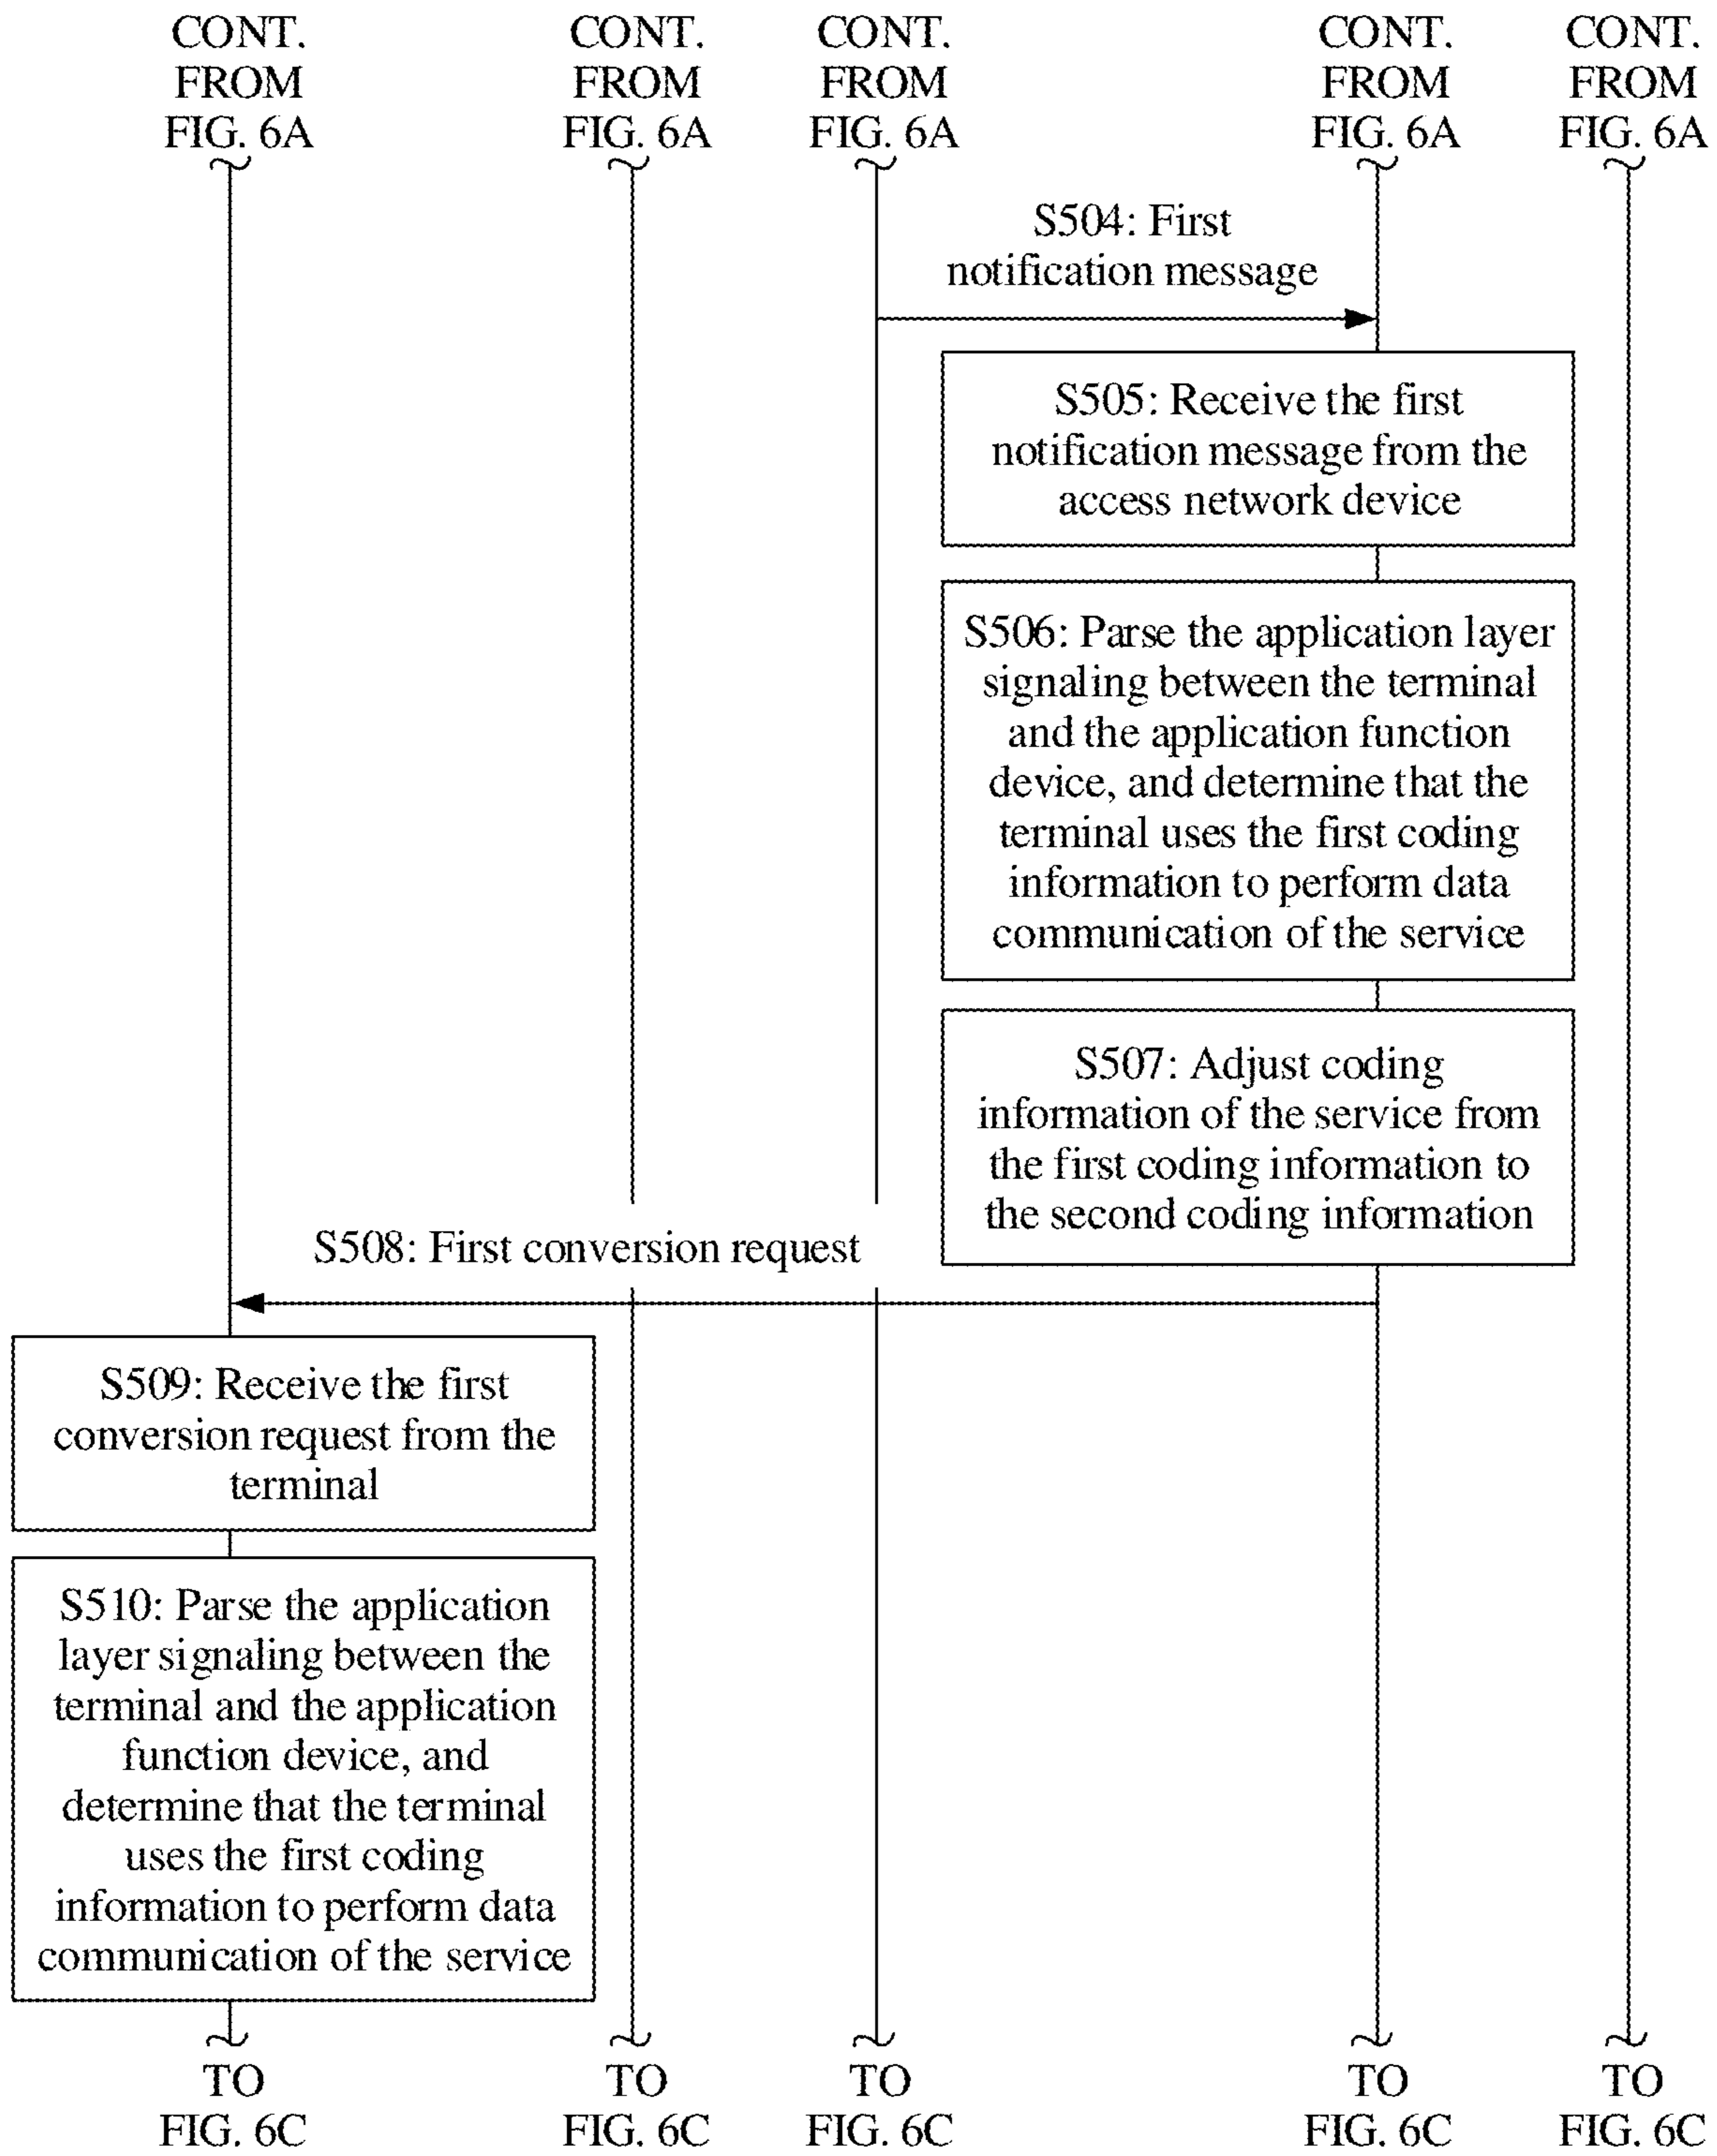 CONT. FROM FIG. 6A
CONT. FROM FIG. 6A
CONT. FROM FIG. 6A
CONT. FROM FIG. 6A
CONT. FROM FIG. 6A
S504: First
notification message
S505: Receive the first
notification message from the
access network device
S506: Parse the application layer
signaling between the terminal
and the application function
device, and determine that the
terminal uses the first coding
information to perform data
communication of the service
S507: Adjust coding
information of the service from
the first coding information to
the second coding information
S508: First conversion request
S509: Receive the first
conversion request from the
terminal
S510: Parse the application
layer signaling between the
terminal and the application
function device, and
determine that the terminal
uses the first coding
information to perform data
communication of the service
TO FIG. 6C
TO FIG. 6C
TO FIG. 6C
TO FIG. 6C
TO FIG. 6C